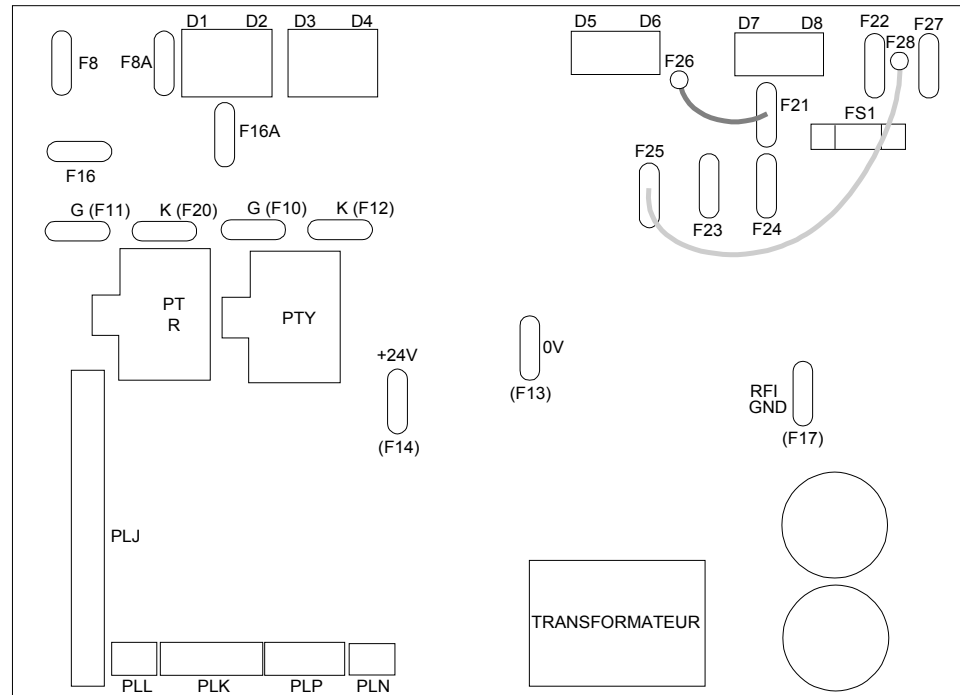 D1 D2 D3 D4
D5 D6
D7 D8
F22 F27
F28
F8
F8A
F26
F21
FS1
F16A
F16
F25
F23
F24
G (F11)
K (F20)
G (F10)
K (F12)
PT
R
PTY
+24V
(F14)
0V
(F13)
RFI
GND
(F17)
PLJ
TRANSFORMATEUR
PLL
PLK
PLP
PLN